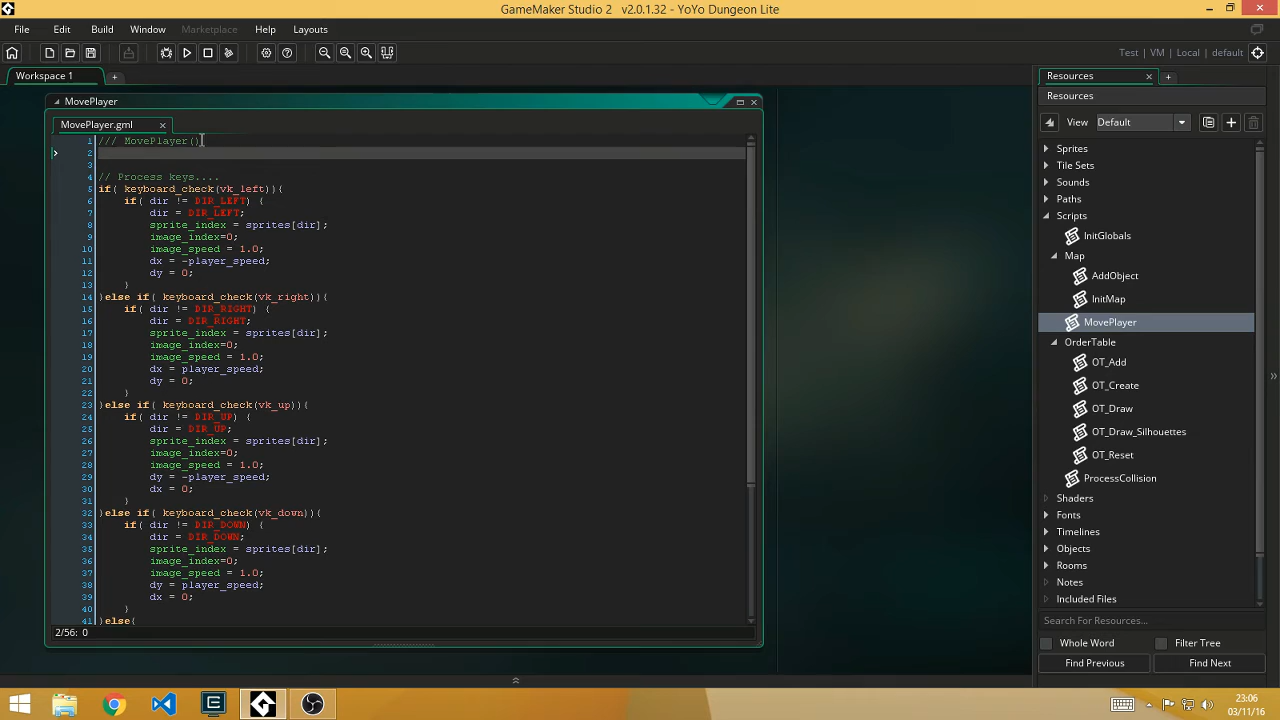 GameMaker Studio 2 v2.0.1.32 - YoYo Dungeon Lite
File Edit Build Window Marketplace Help Layouts
Test | VM | Local | default
Workspace 1
MovePlayer
MovePlayer.gml
1 /// MovePlayer()
2
3
4 // Process keys....
5 if( keyboard_check(vk_left)){
6 if( dir != DIR_LEFT) {
7 dir = DIR_LEFT;
8 sprite_index = sprites[dir];
9 image_index=0;
10 image_speed = 1.0;
11 dx = -player_speed;
12 dy = 0;
13 }
14 }else if( keyboard_check(vk_right)){
15 if( dir != DIR_RIGHT) {
16 dir = DIR_RIGHT;
17 sprite_index = sprites[dir];
18 image_index=0;
19 image_speed = 1.0;
20 dx = player_speed;
21 dy = 0;
22 }
23 }else if( keyboard_check(vk_up)){
24 if( dir != DIR_UP) {
25 dir = DIR_UP;
26 sprite_index = sprites[dir];
27 image_index=0;
28 image_speed = 1.0;
29 dy = -player_speed;
30 dx = 0;
31 }
32 }else if( keyboard_check(vk_down)){
33 if( dir != DIR_DOWN) {
34 dir = DIR_DOWN;
35 sprite_index = sprites[dir];
36 image_index=0;
37 image_speed = 1.0;
38 dy = player_speed;
39 dx = 0;
40 }
41 }else{
2/56: 0
Resources
Resources
View Default
Sprites
Tile Sets
Sounds
Paths
Scripts
InitGlobals
Map
AddObject
InitMap
MovePlayer
OrderTable
OT_Add
OT_Create
OT_Draw
OT_Draw_Silhouettes
OT_Reset
ProcessCollision
Shaders
Fonts
Timelines
Objects
Rooms
Notes
Included Files
Search For Resources...
Whole Word Filter Tree
Find Previous Find Next
23:06
03/11/16